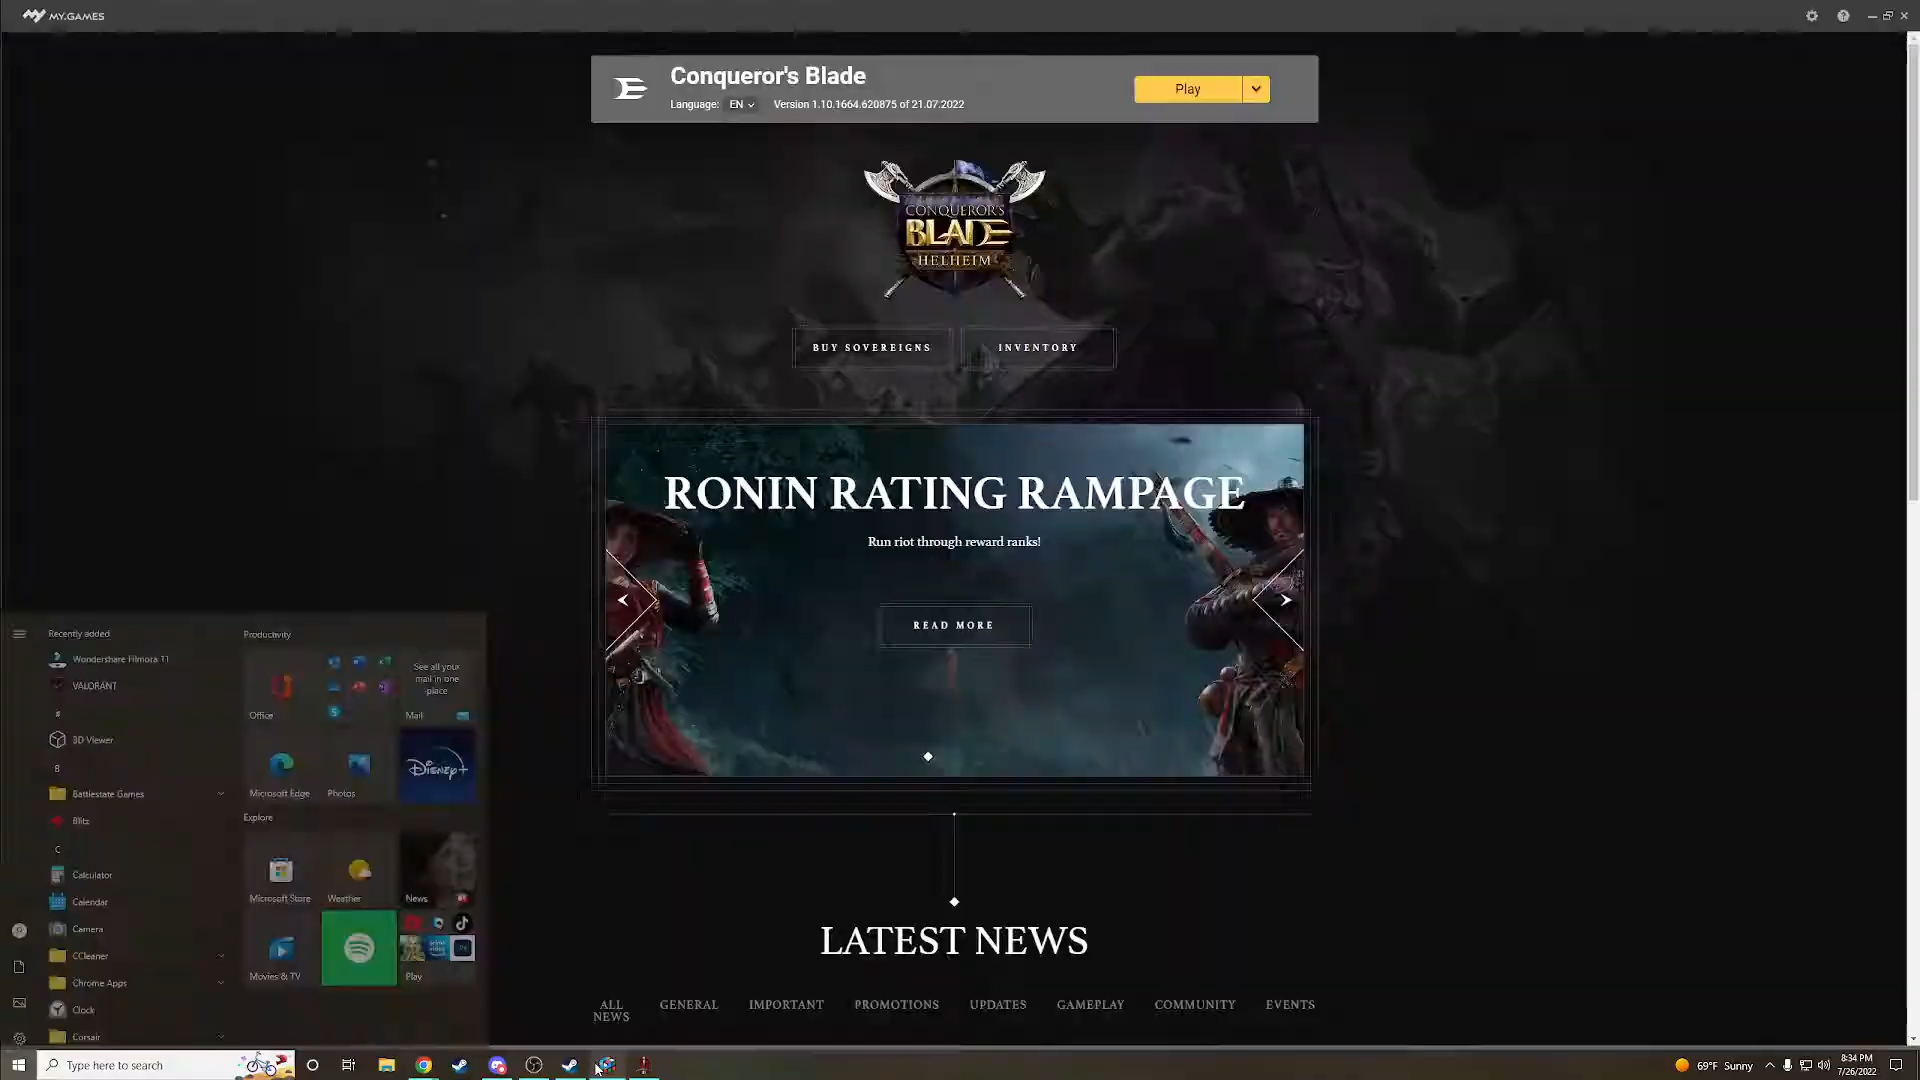 MY.GAMES
Conqueror's Blade
Language: EN
Version 1.10.1664.620875 of 21.07.2022
Play
CONQUEROR'S
BLADE
HELHEIM
BUY SOVEREIGNS
INVENTORY
RONIN RATING RAMPAGE
Run riot through reward ranks!
READ MORE
LATEST NEWS
ALL NEWS
GENERAL
IMPORTANT
PROMOTIONS
UPDATES
GAMEPLAY
COMMUNITY
EVENTS
Recently added
Wondershare Filmora 11
VALORANT
#
3D Viewer
B
Battlestate Games
Blitz
C
Calculator
Calendar
Camera
CCleaner
Chrome Apps
Clock
Corsair
Productivity
Office
See all your
mail in one
place
Mail
Microsoft Edge
Photos
Disney+
Explore
Microsoft Store
Weather
News
Movies & TV
Play
Type here to search
69°F Sunny
8:34 PM
7/26/2022